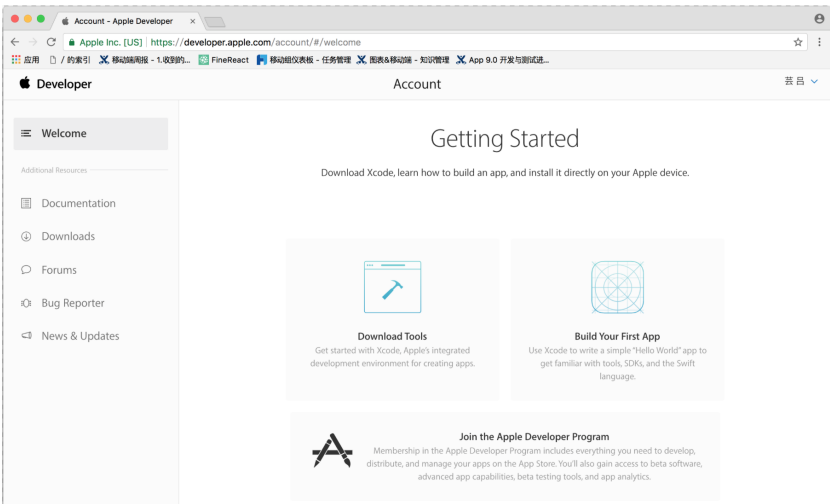 Account - Apple Developer
Apple Inc. [US] https://developer.apple.com/account/#/welcome
应用 / 的索引 移动端周报 - 1.收到的... FineReact 移动组仪表板 - 任务管理 图表&移动端 - 知识管理 App 9.0 开发与测试进...
Developer
Account
芸 吕
Welcome
Additional Resources
Documentation
Downloads
Forums
Bug Reporter
News & Updates
Getting Started
Download Xcode, learn how to build an app, and install it directly on your Apple device.
Download Tools
Get started with Xcode, Apple's integrated
development environment for creating apps.
Build Your First App
Use Xcode to write a simple “Hello World” app to
get familiar with tools, SDKs, and the Swift
language.
Join the Apple Developer Program
Membership in the Apple Developer Program includes everything you need to develop,
distribute, and manage your apps on the App Store. You'll also gain access to beta software,
advanced app capabilities, beta testing tools, and app analytics.